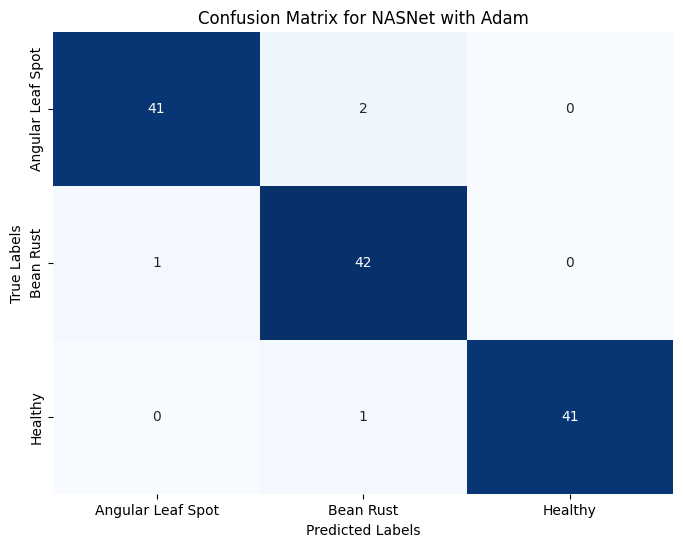 Confusion Matrix for NASNet with Adam
True Labels
Angular Leaf Spot
41 2 0
Bean Rust
1 42 0
Healthy
0 1 41
Angular Leaf Spot Bean Rust Healthy
Predicted Labels